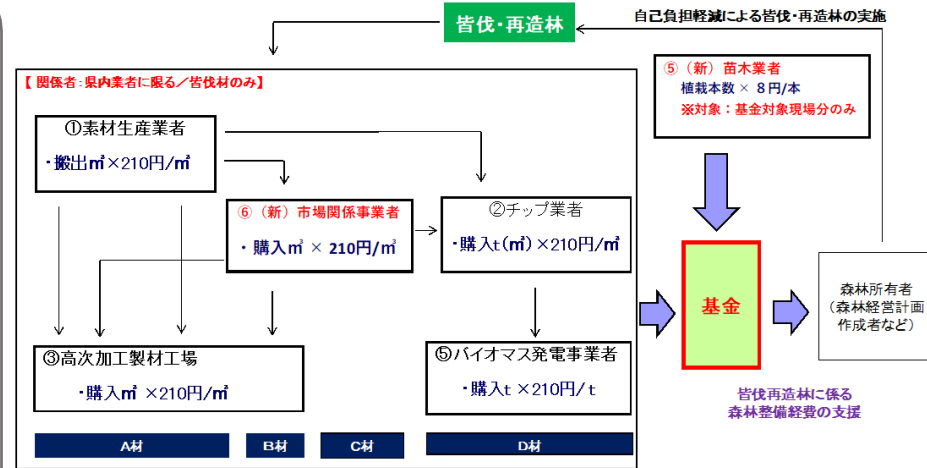 皆伐・再造林
自己負担軽減による皆伐・再造林の実施
【 関係者：県内業者に限る／皆伐材のみ】
①素材生産業者
・搬出㎥×210円/㎥
⑥（新）市場関係事業者
・ 購入㎥ × 210円/㎥
②チップ業者
・購入t(㎥)×210円/㎥
③高次加工製材工場
・購入㎥ ×210円/㎥
⑤バイオマス発電事業者
・購入t ×210円/ t
A材
B材
C材
D材
⑤（新）苗木業者
植栽本数 × 8円/本
※対象：基金対象現場分のみ
基金
森林所有者
（森林経営計画
作成者など）
皆伐再造林に係る
森林整備経費の支援